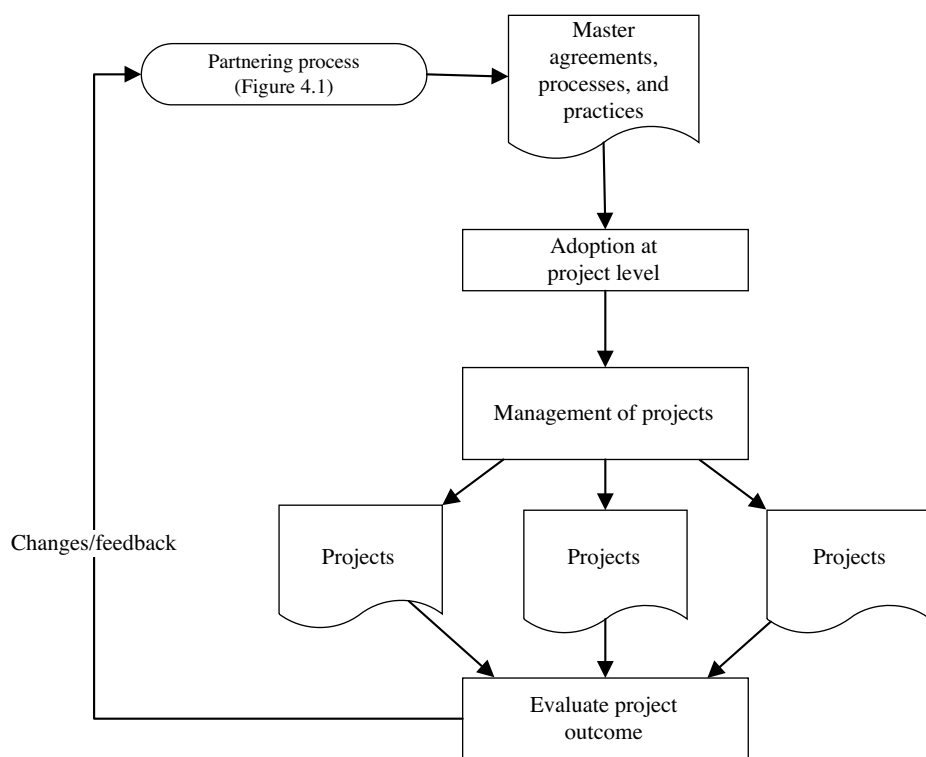 Partnering process
(Figure 4.1)
Master
agreements,
processes, and
practices
Adoption at
project level
Management of projects
Projects
Projects
Projects
Changes/feedback
Evaluate project
outcome